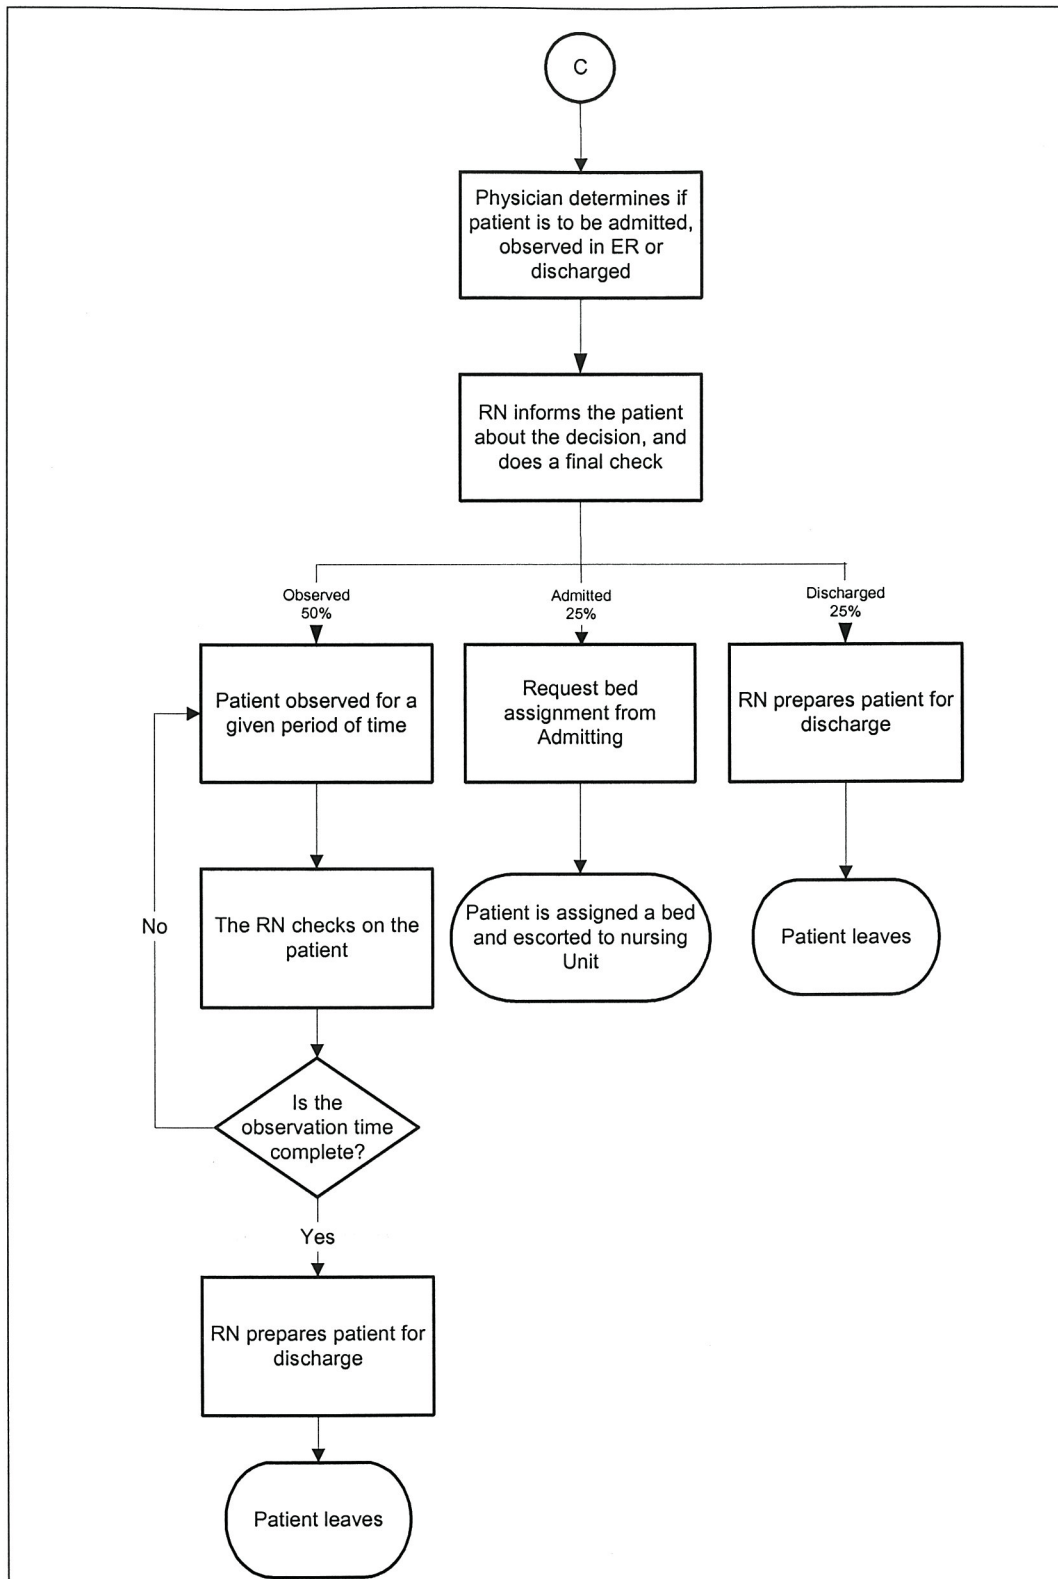 C
Physician determines if
patient is to be admitted,
observed in ER or
discharged
RN informs the patient
about the decision, and
does a final check
Observed
50%
Admitted
25%
Discharged
25%
Patient observed for a
given period of time
Request bed
assignment from
Admitting
RN prepares patient for
discharge
No
The RN checks on the
patient
Patient is assigned a bed
and escorted to nursing
Unit
Patient leaves
Is the
observation time
complete?
Yes
RN prepares patient for
discharge
Patient leaves